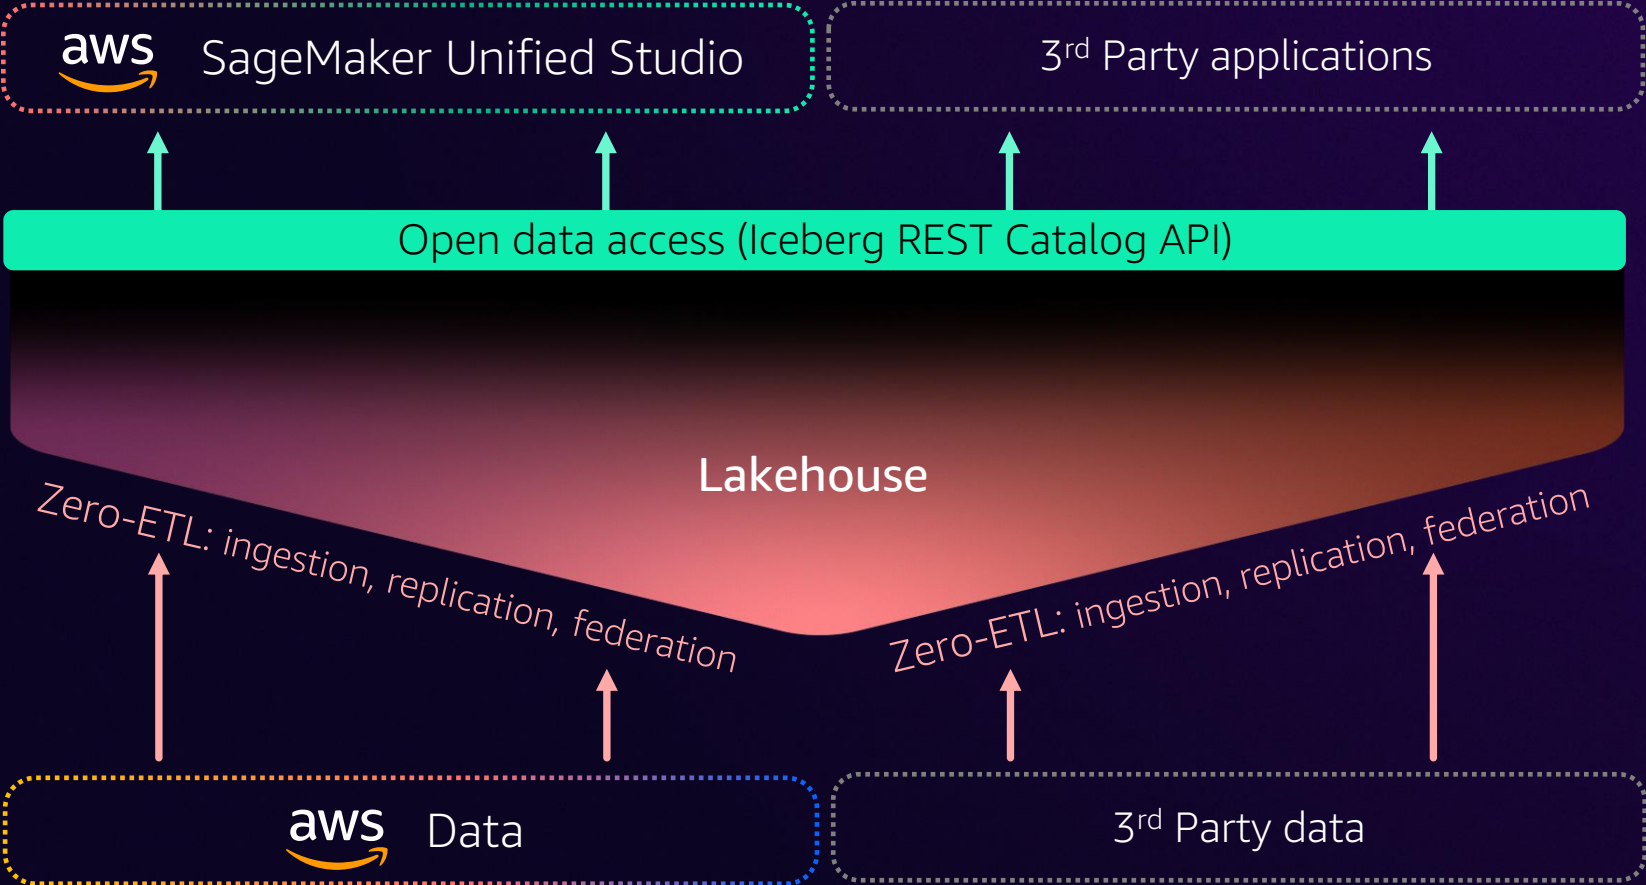 aws SageMaker Unified Studio
3rd Party applications
Open data access (Iceberg REST Catalog API)
Lakehouse
Zero-ETL: ingestion, replication, federation
Zero-ETL: ingestion, replication, federation
aws Data
3rd Party data